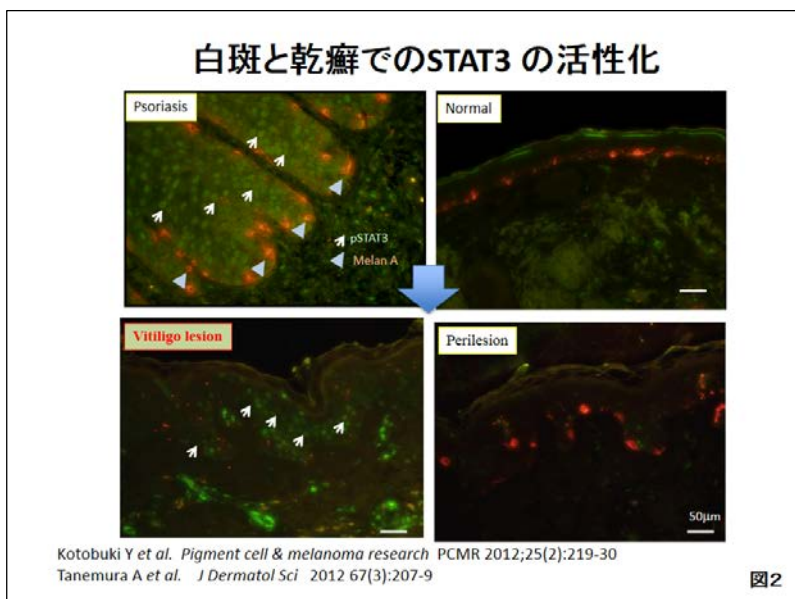 白斑と乾癬でのSTAT3 の活性化
Psoriasis
Normal
pSTAT3
Melan A
Vitiligo lesion
Perilesion
50μm
Kotobuki Y et al. Pigment cell & melanoma research PCMR 2012;25(2):219-30
Tanemura A et al. J Dermatol Sci 2012 67(3):207-9
図2